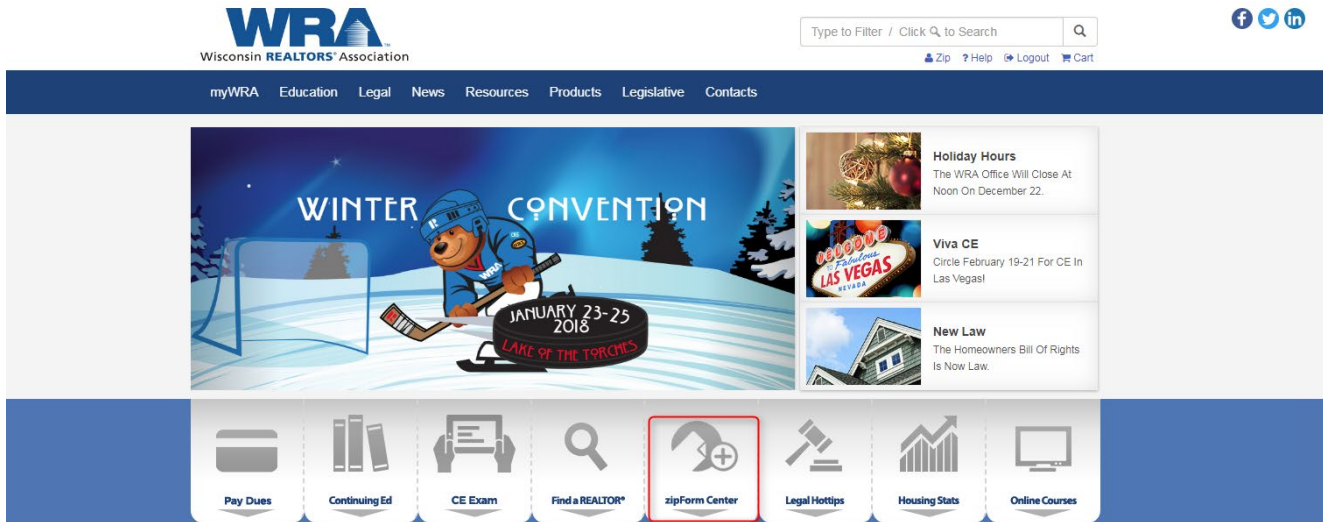 WRA
Wisconsin REALTORS® Association
Type to Filter / Click to Search
Zip ? Help Logout Cart
f in
myWRA Education Legal News Resources Products Legislative Contacts
WINTER CONVENTION
WRA
JANUARY 23-25
2018
LAKE OF THE TORCHES
Holiday Hours
The WRA Office Will Close At
Noon On December 22.
WELCOME
To Fabulous
LAS VEGAS
NEVADA
Viva CE
Circle February 19-21 For CE In
Las Vegas!
New Law
The Homeowners Bill Of Rights
Is Now Law.
Pay Dues Continuing Ed CE Exam Find a REALTOR® zipForm Center Legal Hottips Housing Stats Online Courses